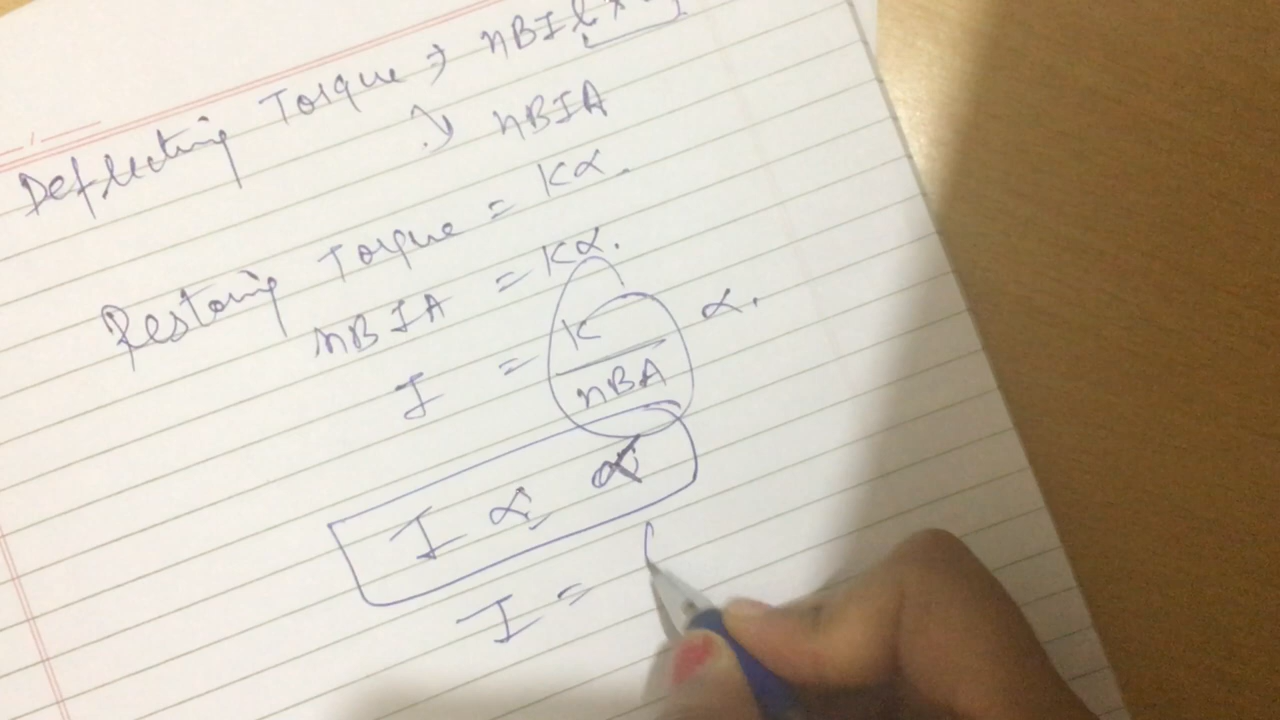 Deflecting Torque ⇒ nBIl×
⇒ nBIA
Restoring Torque = Kα.
nBIA = Kα.
I = K/nBA α.
I ∝ α
I =